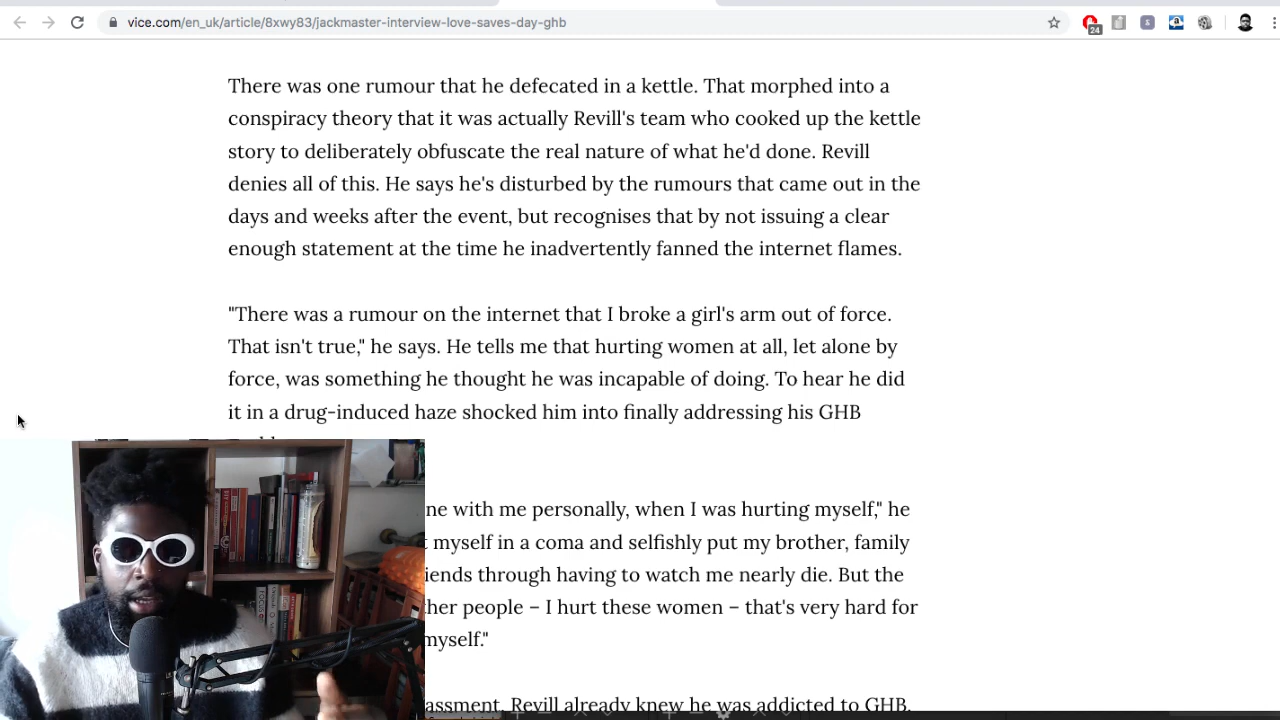 vice.com/en_uk/article/8xwy83/jackmaster-interview-love-saves-day-ghb
24
There was one rumour that he defecated in a kettle. That morphed into a
conspiracy theory that it was actually Revill's team who cooked up the kettle
story to deliberately obfuscate the real nature of what he'd done. Revill
denies all of this. He says he's disturbed by the rumours that came out in the
days and weeks after the event, but recognises that by not issuing a clear
enough statement at the time he inadvertently fanned the internet flames.
"There was a rumour on the internet that I broke a girl's arm out of force.
That isn't true," he says. He tells me that hurting women at all, let alone by
force, was something he thought he was incapable of doing. To hear he did
it in a drug-induced haze shocked him into finally addressing his GHB
with me personally, when I was hurting myself," he
myself in a coma and selfishly put my brother, family
through having to watch me nearly die. But the
people – I hurt these women – that's very hard for
Revill already knew he was addicted to GHB.